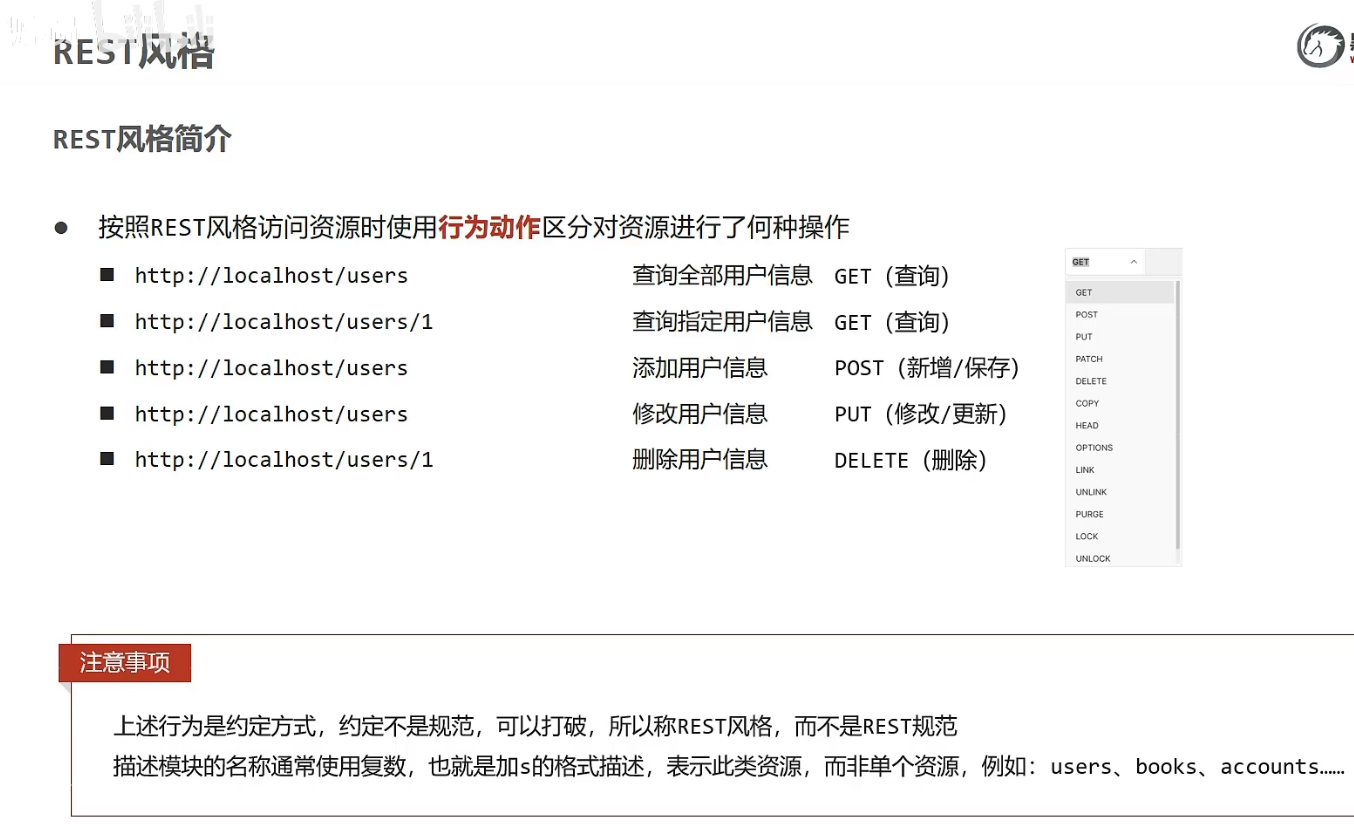 REST风格
REST风格简介
● 按照REST风格访问资源时使用行为动作区分对资源进行了何种操作
■ http://localhost/users 查询全部用户信息 GET（查询）
■ http://localhost/users/1 查询指定用户信息 GET（查询）
■ http://localhost/users 添加用户信息 POST（新增/保存）
■ http://localhost/users 修改用户信息 PUT（修改/更新）
■ http://localhost/users/1 删除用户信息 DELETE（删除）
GET
GET
POST
PUT
PATCH
DELETE
COPY
HEAD
OPTIONS
LINK
UNLINK
PURGE
LOCK
UNLOCK
注意事项
上述行为是约定方式，约定不是规范，可以打破，所以称REST风格，而不是REST规范
描述模块的名称通常使用复数，也就是加s的格式描述，表示此类资源，而非单个资源，例如：users、books、accounts……